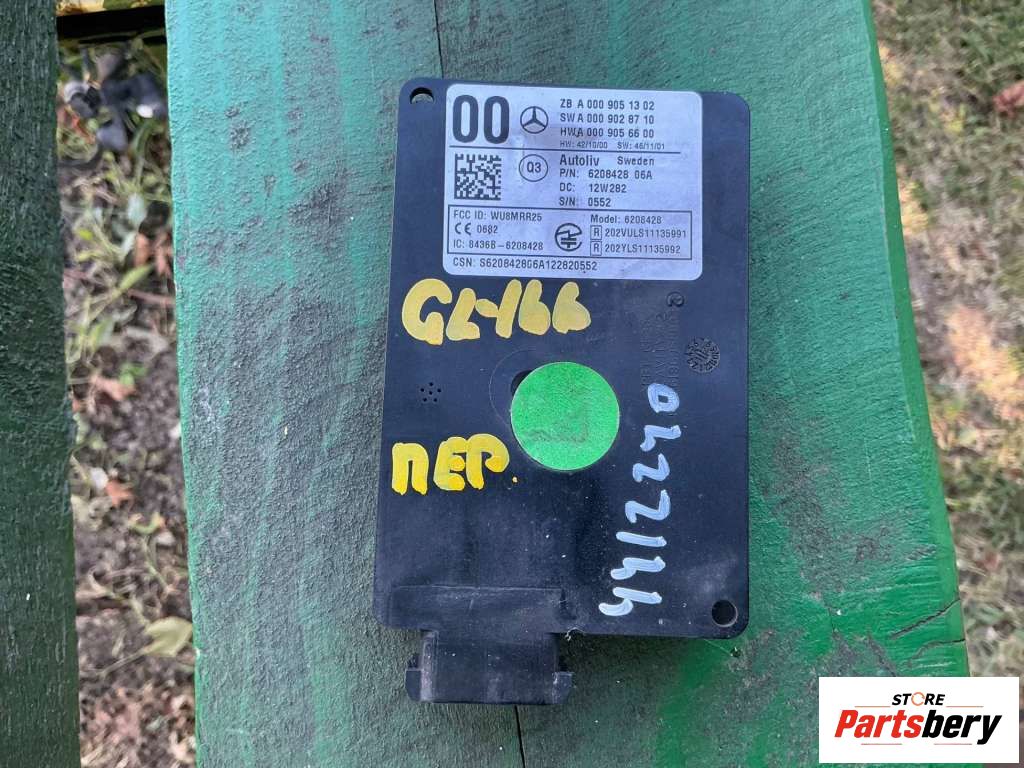 00
ZB A 000 905 13 02
SW A 000 902 87 10
HW A 000 905 66 00
HW: 42/10/00 SW: 46/11/01
Q3
Autoliv Sweden
P/N: 6208428 06A
DC: 12W282
S/N: 0552
FCC ID: WU8MRR25
Model: 6208428
CE 0682
R 202VULS11135991
IC: 8436B-6208428
R 202YLS11135992
CSN: S620842806A122820552
GL-166
ПЕР.
STORE
Partsbery